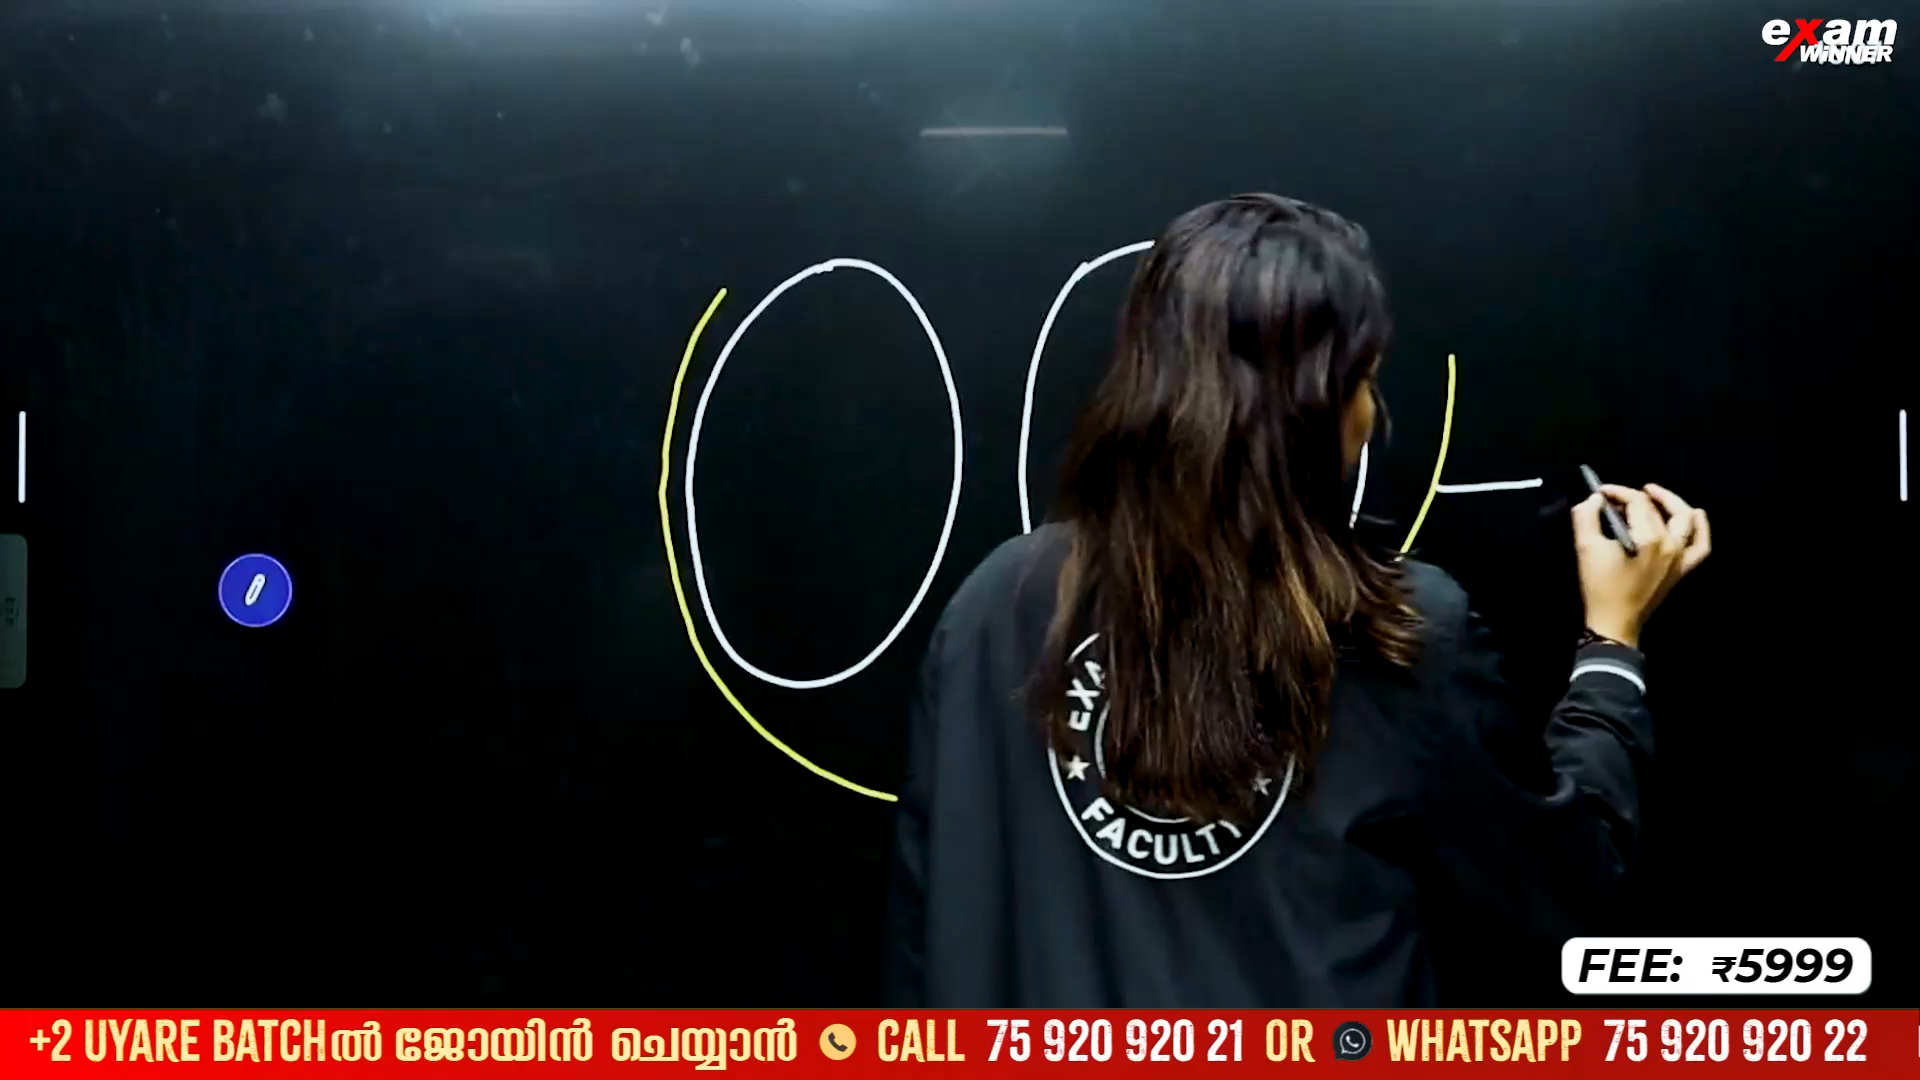 exam
WINNER
EXA
★ ★
FACULTY
FEE: ₹5999
+2 UYARE BATCHൽ ജോയിൻ ചെയ്യാൻ CALL 75 920 920 21 OR WHATSAPP 75 920 920 22